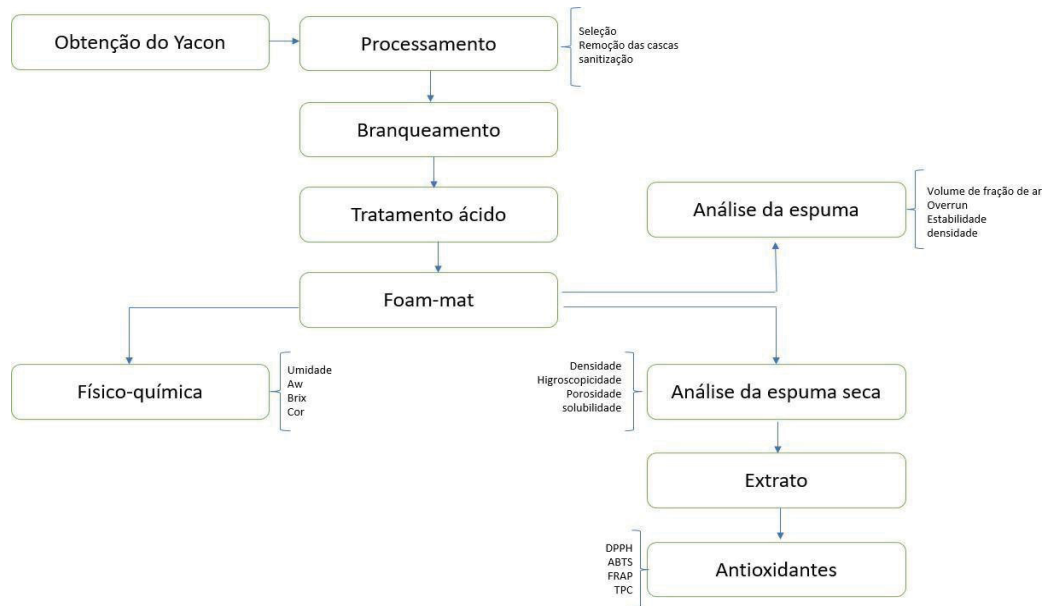 Obtenção do Yacon
Processamento
Seleção
Remoção das cascas
sanitização
Branqueamento
Tratamento ácido
Análise da espuma
Volume de fração de ar
Overrun
Estabilidade
densidade
Foam-mat
Físico-química
Umidade
Aw
Brix
Cor
Densidade
Higroscopicidade
Porosidade
solubilidade
Análise da espuma seca
Extrato
DPPH
ABTS
FRAP
TPC
Antioxidantes